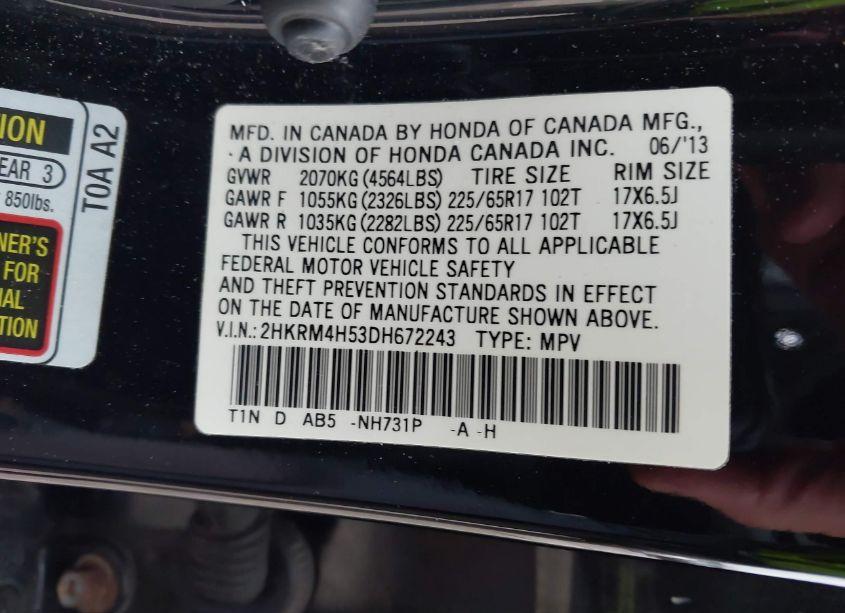 ION
EAR 3
850lbs.
NER'S
FOR
NAL
TION
TOA A2
MFD. IN CANADA BY HONDA OF CANADA MFG.,
A DIVISION OF HONDA CANADA INC. 06/'13
GVWR 2070KG (4564LBS) TIRE SIZE RIM SIZE
GAWR F 1055KG (2326LBS) 225/65R17 102T 17X6.5J
GAWR R 1035KG (2282LBS) 225/65R17 102T 17X6.5J
THIS VEHICLE CONFORMS TO ALL APPLICABLE
FEDERAL MOTOR VEHICLE SAFETY
AND THEFT PREVENTION STANDARDS IN EFFECT
ON THE DATE OF MANUFACTURE SHOWN ABOVE.
V.I.N.: 2HKRM4H53DH672243 TYPE: MPV
T1N D AB5 -NH731P -A -H